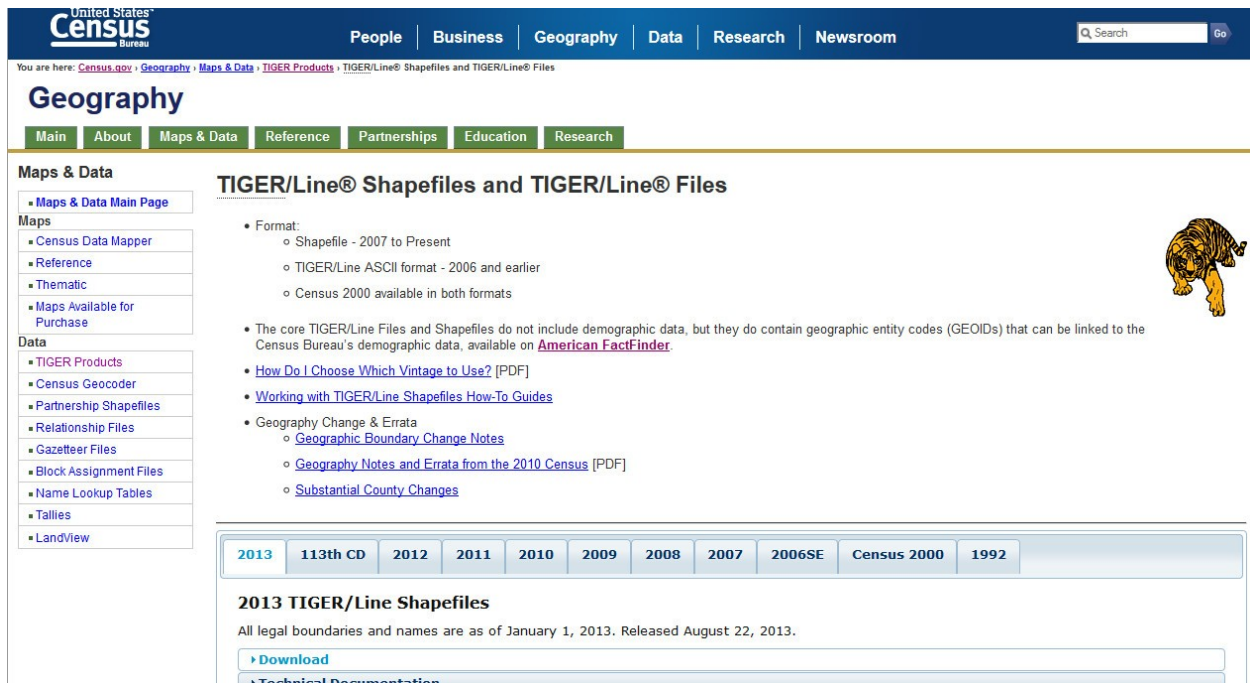 United States™
Census
Bureau
People
Business
Geography
Data
Research
Newsroom
Search
Go
You are here: Census.gov › Geography › Maps & Data › TIGER Products › TIGER/Line® Shapefiles and TIGER/Line® Files
Geography
Main
About
Maps & Data
Reference
Partnerships
Education
Research
Maps & Data
Maps & Data Main Page
Maps
Census Data Mapper
Reference
Thematic
Maps Available for
Purchase
Data
TIGER Products
Census Geocoder
Partnership Shapefiles
Relationship Files
Gazetteer Files
Block Assignment Files
Name Lookup Tables
Tallies
LandView
TIGER/Line® Shapefiles and TIGER/Line® Files
Format:
Shapefile - 2007 to Present
TIGER/Line ASCII format - 2006 and earlier
Census 2000 available in both formats
The core TIGER/Line Files and Shapefiles do not include demographic data, but they do contain geographic entity codes (GEOIDs) that can be linked to the
Census Bureau's demographic data, available on American FactFinder.
How Do I Choose Which Vintage to Use? [PDF]
Working with TIGER/Line Shapefiles How-To Guides
Geography Change & Errata
Geographic Boundary Change Notes
Geography Notes and Errata from the 2010 Census [PDF]
Substantial County Changes
2013
113th CD
2012
2011
2010
2009
2008
2007
2006SE
Census 2000
1992
2013 TIGER/Line Shapefiles
All legal boundaries and names are as of January 1, 2013. Released August 22, 2013.
Download
Technical Documentation